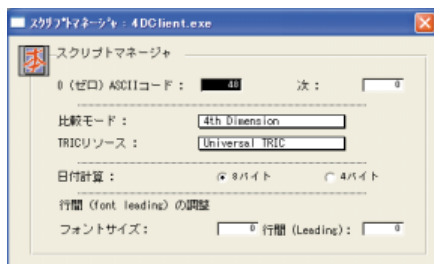 スクリプトマネージャ : 4DClient.exe
スクリプトマネージャ
0 (ゼロ) ASCIIコード : 48 次 : 0
比較モード : 4th Dimension
TRICリソース : Universal TRIC
日付計算 : 8バイト 4バイト
行間 (font leading) の調整
フォントサイズ : 0 行間 (Leading) : 0